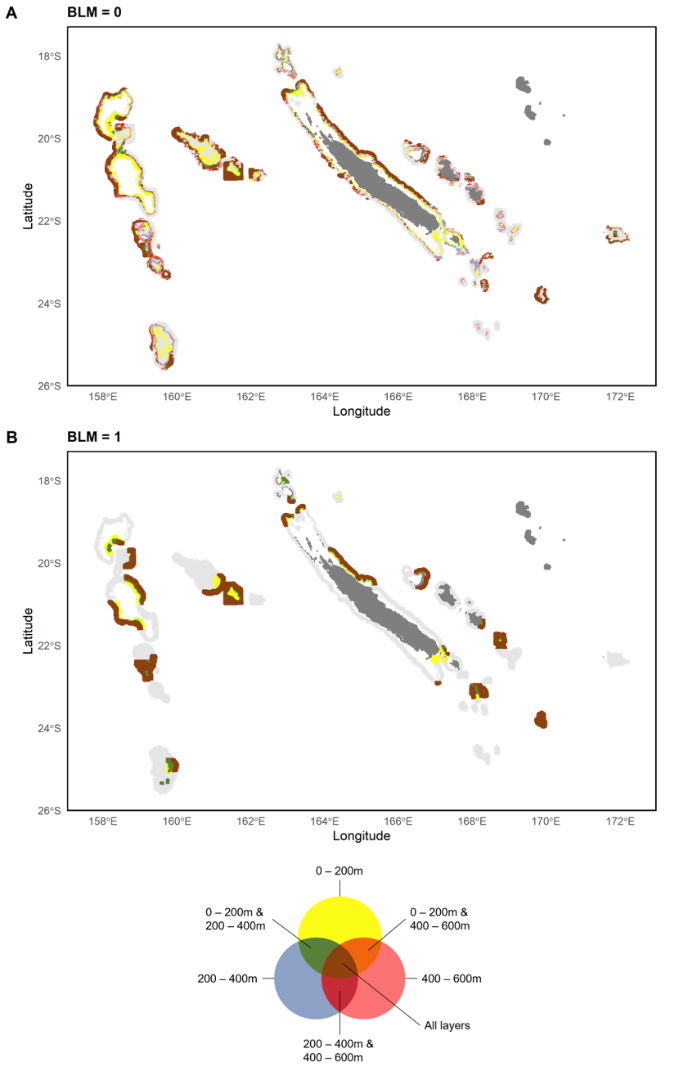 A
BLM = 0
18°S
20°S
22°S
24°S
26°S
Latitude
158°E 160°E 162°E 164°E 166°E 168°E 170°E 172°E
Longitude
B
BLM = 1
18°S
20°S
22°S
24°S
26°S
Latitude
158°E 160°E 162°E 164°E 166°E 168°E 170°E 172°E
Longitude
0 – 200m
0 – 200m &
200 – 400m
0 – 200m &
400 – 600m
200 – 400m
400 – 600m
All layers
200 – 400m &
400 – 600m